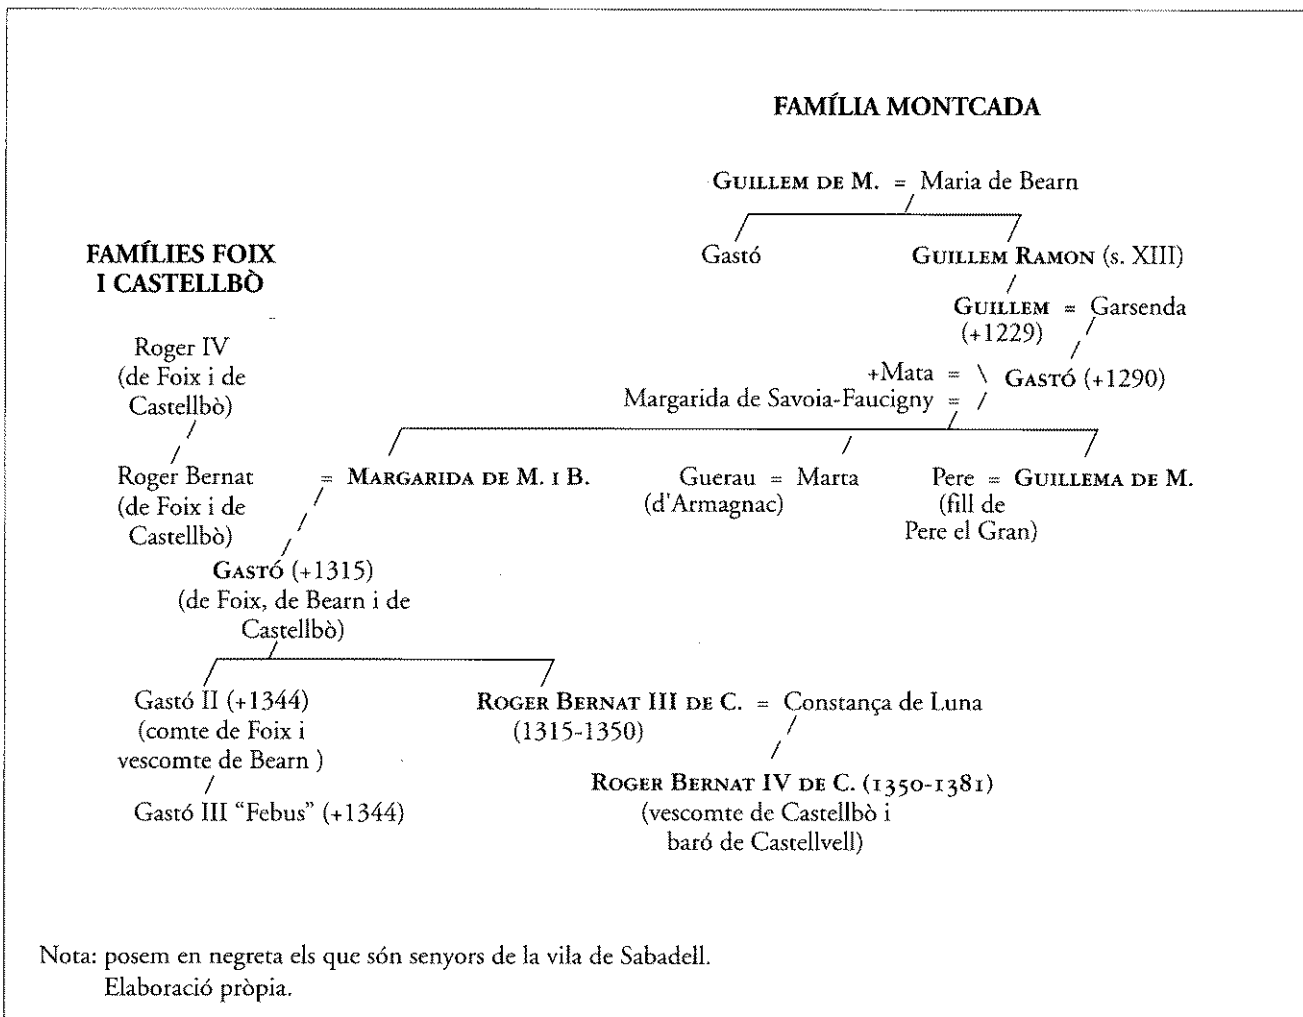 FAMÍLIA MONTCADA
GUILLEM DE M. = Maria de Bearn
FAMÍLIES FOIX
I CASTELLBÒ
Gastó
GUILLEM RAMON (s. XIII)
GUILLEM = Garsenda
(+1229)
Roger IV
(de Foix i de
Castellbò)
+Mata =
GASTÓ (+1290)
Margarida de Savoia-Faucigny =
Roger Bernat
(de Foix i de
Castellbò)
= MARGARIDA DE M. I B.
Guerau = Marta
(d'Armagnac)
Pere = GUILLEMA DE M.
(fill de
Pere el Gran)
GASTÓ (+1315)
(de Foix, de Bearn i de
Castellbò)
Gastó II (+1344)
(comte de Foix i
vescomte de Bearn )
ROGER BERNAT III DE C. = Constança de Luna
(1315-1350)
Gastó III "Febus" (+1344)
ROGER BERNAT IV DE C. (1350-1381)
(vescomte de Castellbò i
baró de Castellvell)
Nota: posem en negreta els que són senyors de la vila de Sabadell.
Elaboració pròpia.